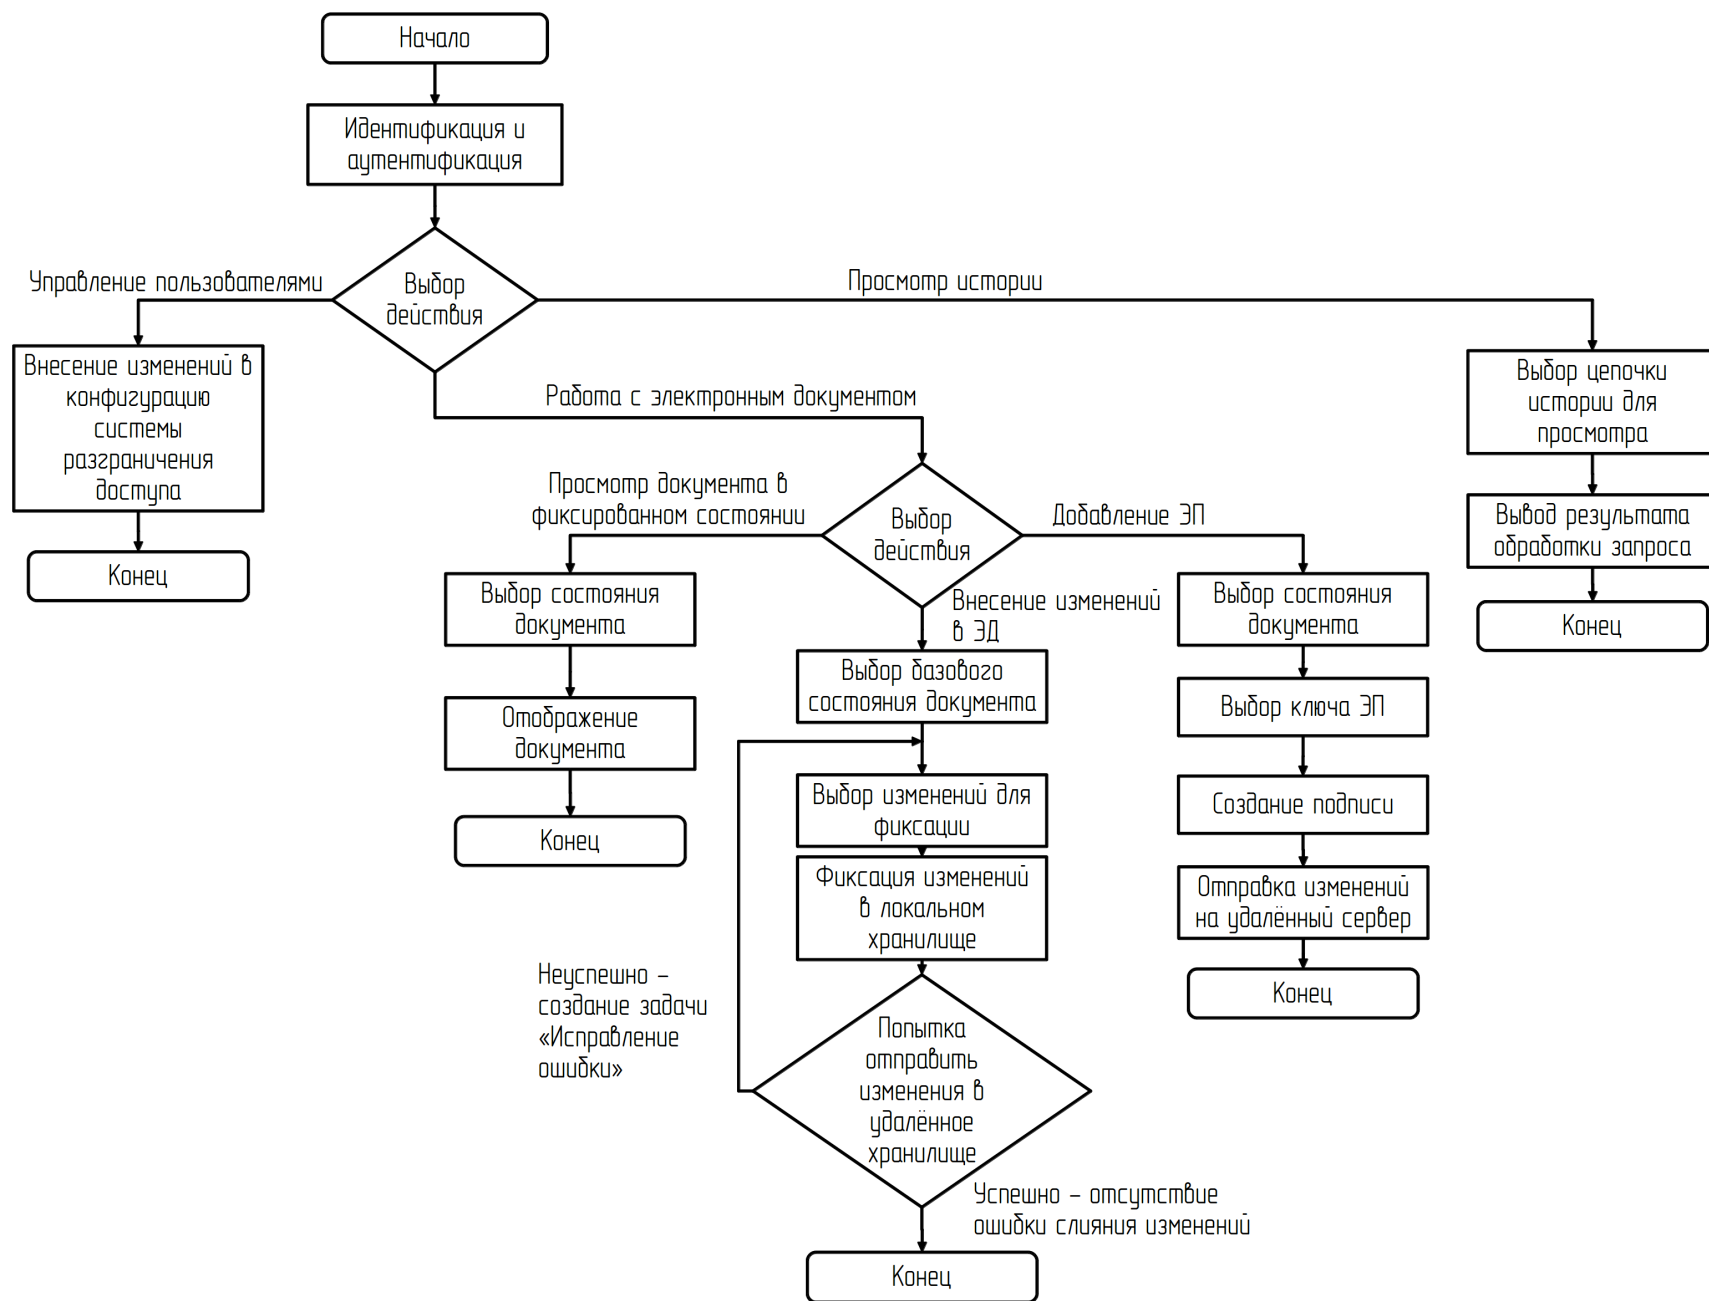 Начало
Идентификация и
аутентификация
Выбор
действия
Управление пользователями
Просмотр истории
Внесение изменений в
конфигурацию
системы
разграничения
доступа
Конец
Выбор цепочки
истории для
просмотра
Вывод результата
обработки запроса
Конец
Работа с электронным документом
Выбор
действия
Просмотр документа в
фиксированном состоянии
Добавление ЭП
Внесение изменений
в ЭД
Выбор состояния
документа
Отображение
документа
Конец
Выбор базового
состояния документа
Выбор изменений для
фиксации
Фиксация изменений
в локальном
хранилище
Попытка
отправить
изменения в
удалённое
хранилище
Неуспешно –
создание задачи
«Исправление
ошибки»
Успешно – отсутствие
ошибки слияния изменений
Конец
Выбор состояния
документа
Выбор ключа ЭП
Создание подписи
Отправка изменений
на удалённый сервер
Конец